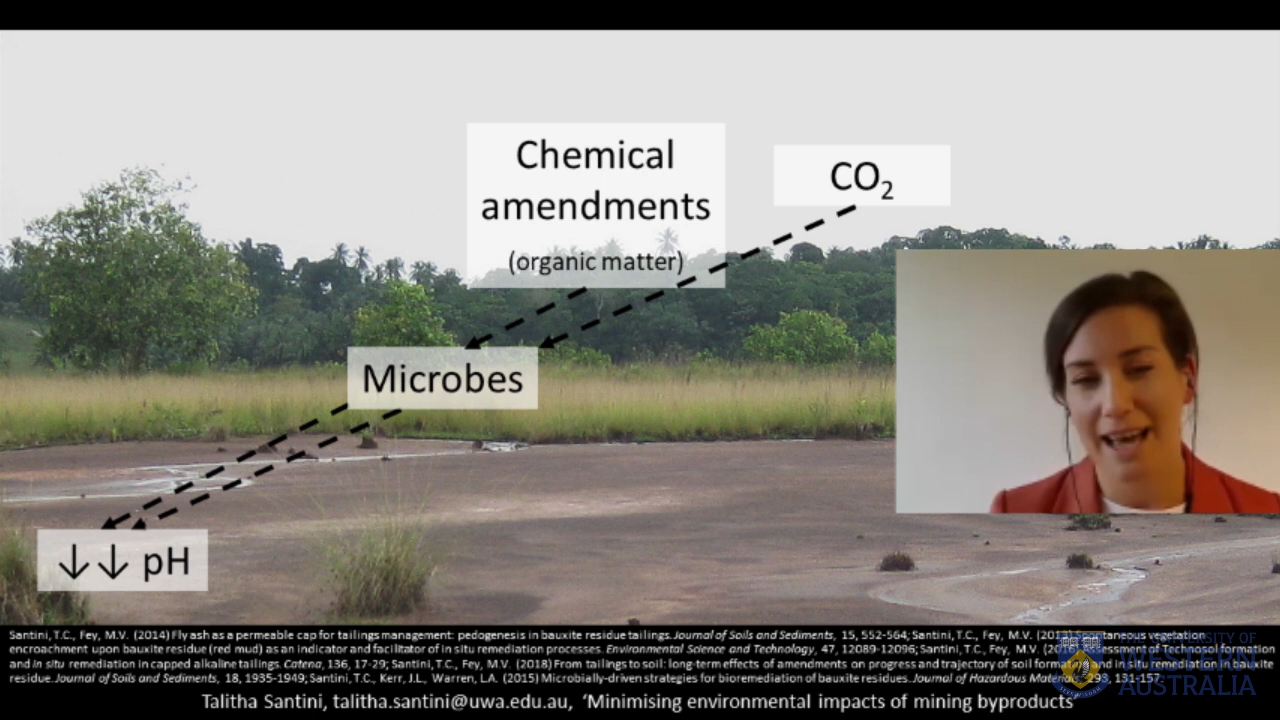 Chemical
amendments
(organic matter)
CO₂
Microbes
↓↓ pH
Santini, T.C., Fey, M.V. (2014) Fly ash as a permeable cap for tailings management: pedogenesis in bauxite residue tailings. Journal of Soils and Sediments, 15, 552-564; Santini, T.C., Fey, M.V. (2013) Spontaneous vegetation
encroachment upon bauxite residue (red mud) as an indicator and facilitator of in situ remediation processes. Environmental Science and Technology, 47, 12089-12096; Santini, T.C., Fey, M.V. (2016) Assessment of Technosol formation
and in situ remediation in capped alkaline tailings. Catena, 136, 17-29; Santini, T.C., Fey, M.V. (2018) From tailings to soil: long-term effects of amendments on progress and trajectory of soil formation and in situ remediation in bauxite
residue. Journal of Soils and Sediments, 18, 1935-1949; Santini, T.C., Kerr, J.L., Warren, L.A. (2015) Microbially-driven strategies for bioremediation of bauxite residues. Journal of Hazardous Materials, 293, 131-157.
Talitha Santini, talitha.santini@uwa.edu.au, ‘Minimising environmental impacts of mining byproducts’
THE UNIVERSITY OF
WESTERN
AUSTRALIA